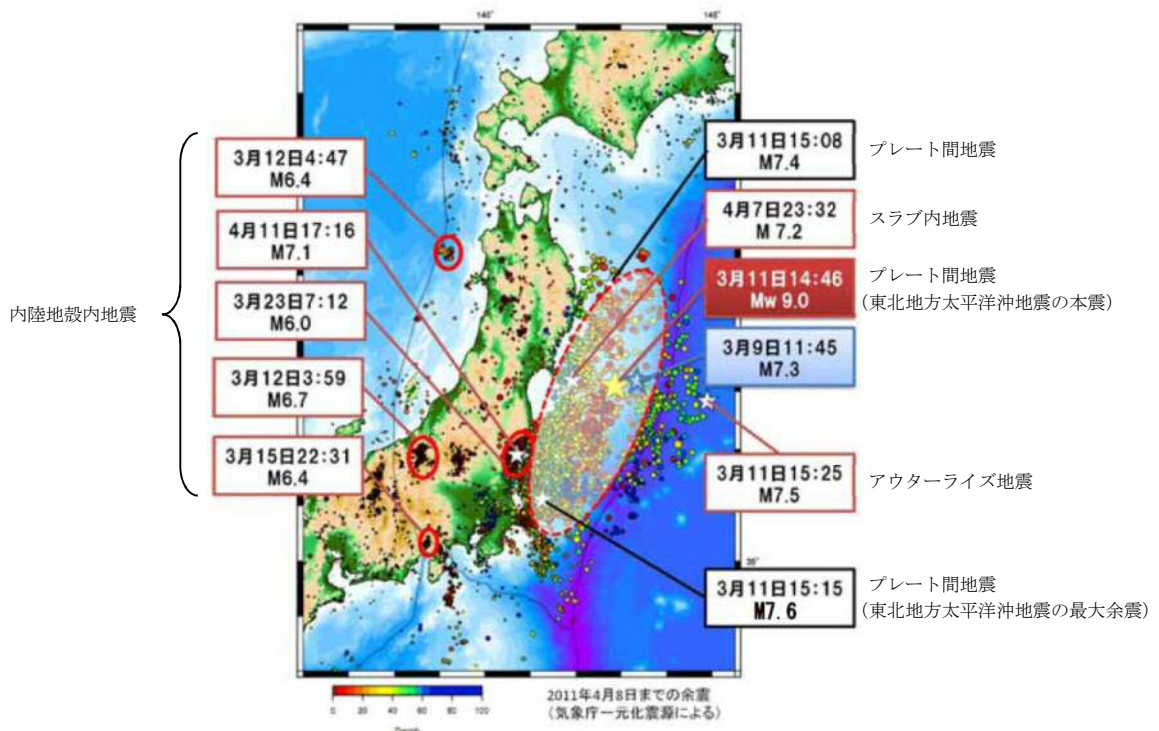 140°
145°
3月12日4:47
M6.4
4月11日17:16
M7.1
3月23日7:12
M6.0
3月12日3:59
M6.7
3月15日22:31
M6.4
内陸地殻内地震
3月11日15:08
M7.4
プレート間地震
4月7日23:32
M 7.2
スラブ内地震
3月11日14:46
Mw 9.0
プレート間地震
(東北地方太平洋沖地震の本震)
3月9日11:45
M7.3
3月11日15:25
M7.5
アウターライズ地震
35°
3月11日15:15
M7.6
プレート間地震
(東北地方太平洋沖地震の最大余震)
0 20 40 60 80 100
2011年4月8日までの余震
(気象庁一元化震源による)